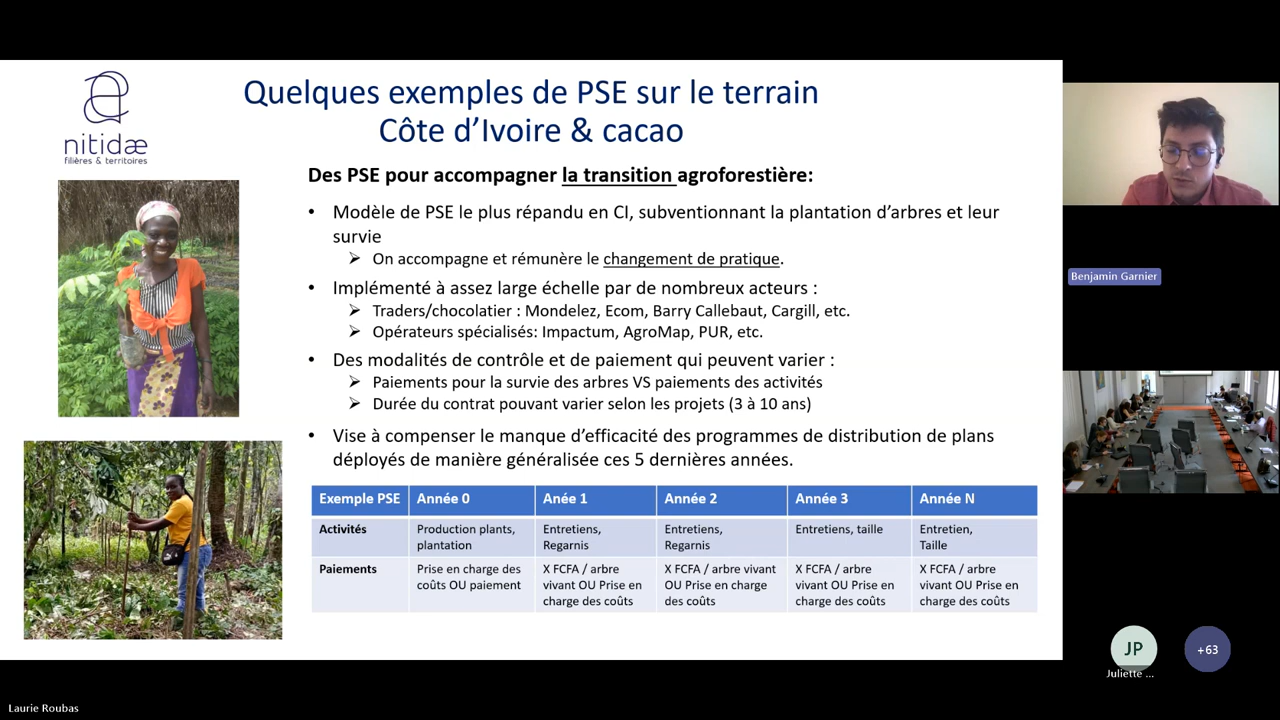 nitidæ
filières & territoires
Quelques exemples de PSE sur le terrain
Côte d’Ivoire & cacao
Des PSE pour accompagner la transition agroforestière:
• Modèle de PSE le plus répandu en CI, subventionnant la plantation d’arbres et leur
survie
➢ On accompagne et rémunère le changement de pratique.
• Implémenté à assez large échelle par de nombreux acteurs :
➢ Traders/chocolatier : Mondelez, Ecom, Barry Callebaut, Cargill, etc.
➢ Opérateurs spécialisés: Impactum, AgroMap, PUR, etc.
• Des modalités de contrôle et de paiement qui peuvent varier :
➢ Paiements pour la survie des arbres VS paiements des activités
➢ Durée du contrat pouvant varier selon les projets (3 à 10 ans)
• Vise à compenser le manque d’efficacité des programmes de distribution de plans
déployés de manière généralisée ces 5 dernières années.
Exemple PSE Année 0 Anée 1 Année 2 Année 3 Année N
Activités Production plants, Entretiens, Entretiens, Entretiens, taille Entretien,
plantation Regarnis Regarnis Taille
Paiements Prise en charge des X FCFA / arbre X FCFA / arbre vivant X FCFA / arbre X FCFA / arbre
coûts OU paiement vivant OU Prise en OU Prise en charge vivant OU Prise en vivant OU Prise en
charge des coûts des coûts charge des coûts charge des coûts
Benjamin Garnier
JP
+63
Juliette ...
Laurie Roubas